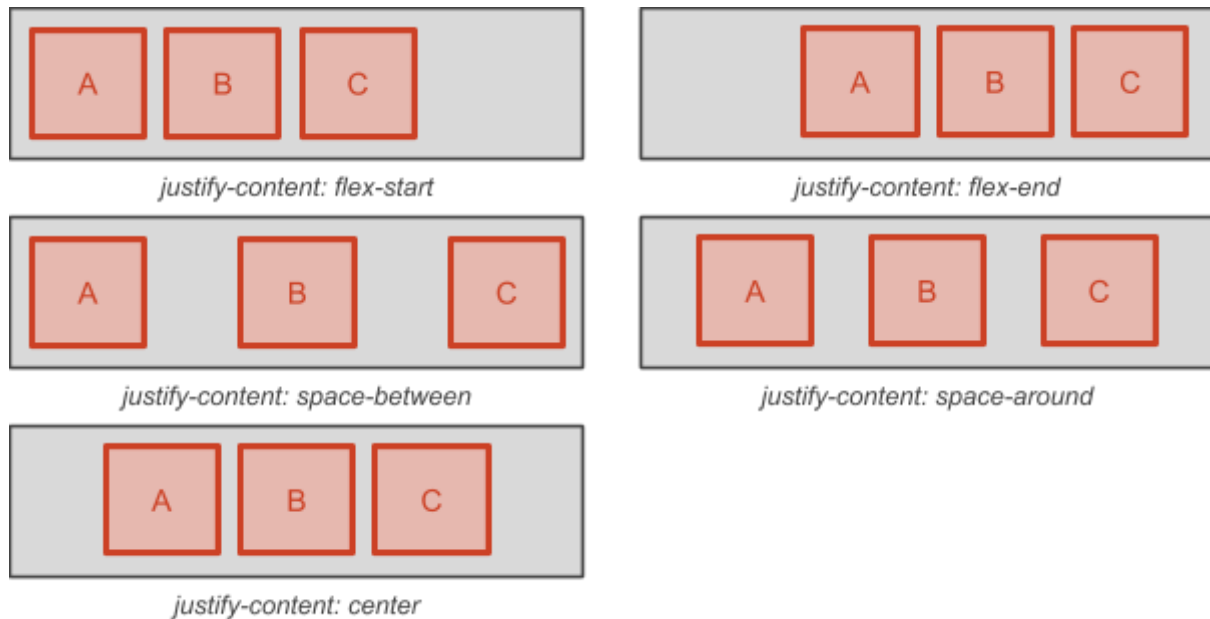 A B C
A B C
justify-content: flex-start
justify-content: flex-end
A B C
A B C
justify-content: space-between
justify-content: space-around
A B C
justify-content: center